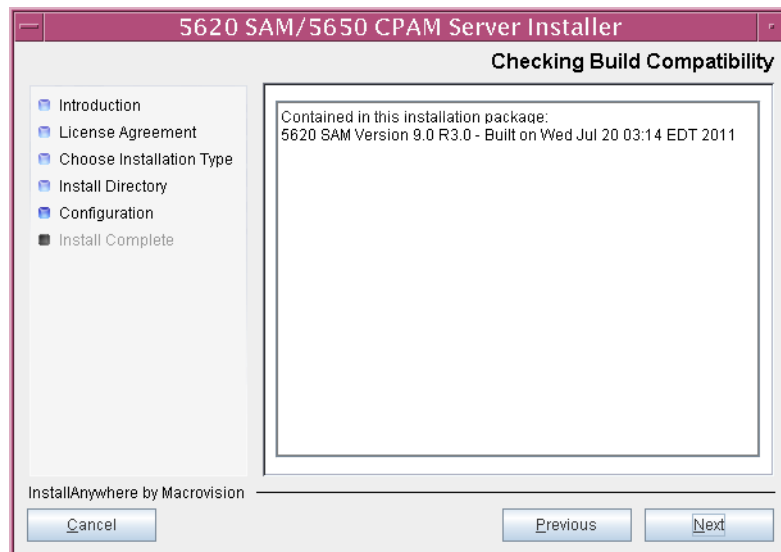 5620 SAM/5650 CPAM Server Installer
Checking Build Compatibility
Introduction
License Agreement
Choose Installation Type
Install Directory
Configuration
Install Complete
Contained in this installation package:
5620 SAM Version 9.0 R3.0 - Built on Wed Jul 20 03:14 EDT 2011
InstallAnywhere by Macrovision
Cancel
Previous
Next